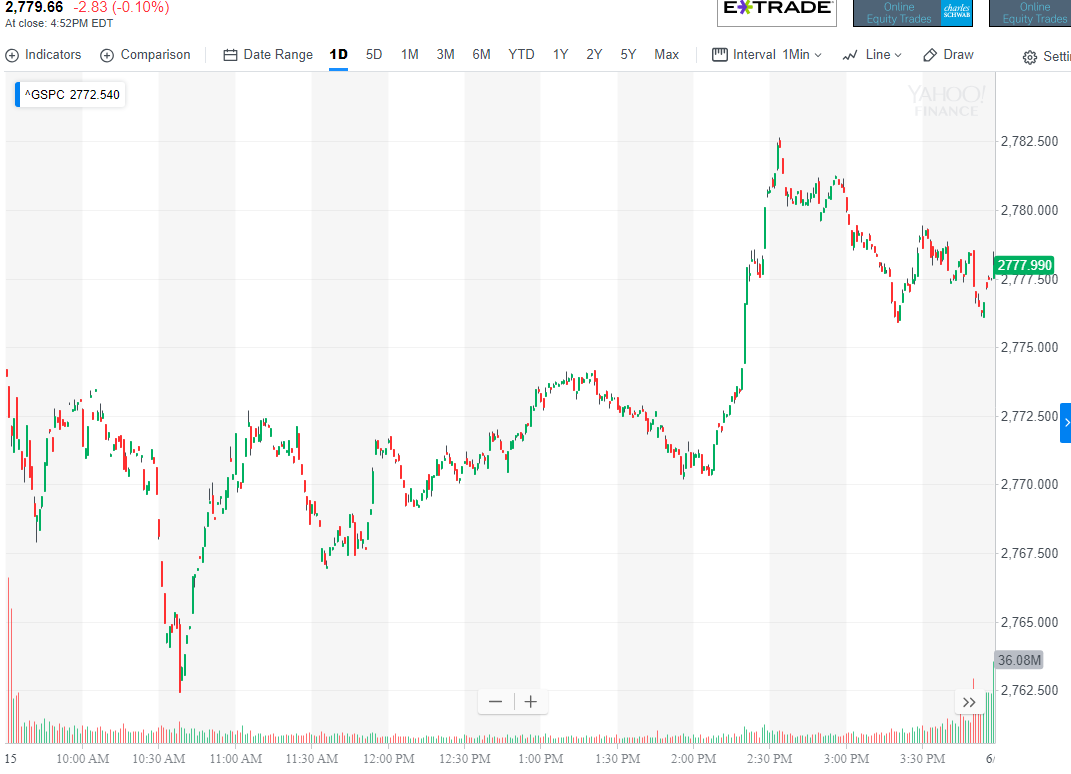 2,779.66 -2.83 (-0.10%)
At close: 4:52PM EDT
E*TRADE
Online
Equity Trades
charles
SCHWAB
Online
Equity Trades
Indicators Comparison Date Range 1D 5D 1M 3M 6M YTD 1Y 2Y 5Y Max Interval 1Min Line Draw Setti
^GSPC 2772.540
YAHOO!
FINANCE
2,782.500
2,780.000
2777.990
2,777.500
2,775.000
2,772.500
2,770.000
2,767.500
2,765.000
36.08M
2,762.500
15 10:00 AM 10:30 AM 11:00 AM 11:30 AM 12:00 PM 12:30 PM 1:00 PM 1:30 PM 2:00 PM 2:30 PM 3:00 PM 3:30 PM 6/